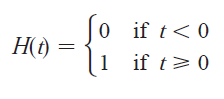 H(t) = { 0 if t < 0
1 if t ≥ 0